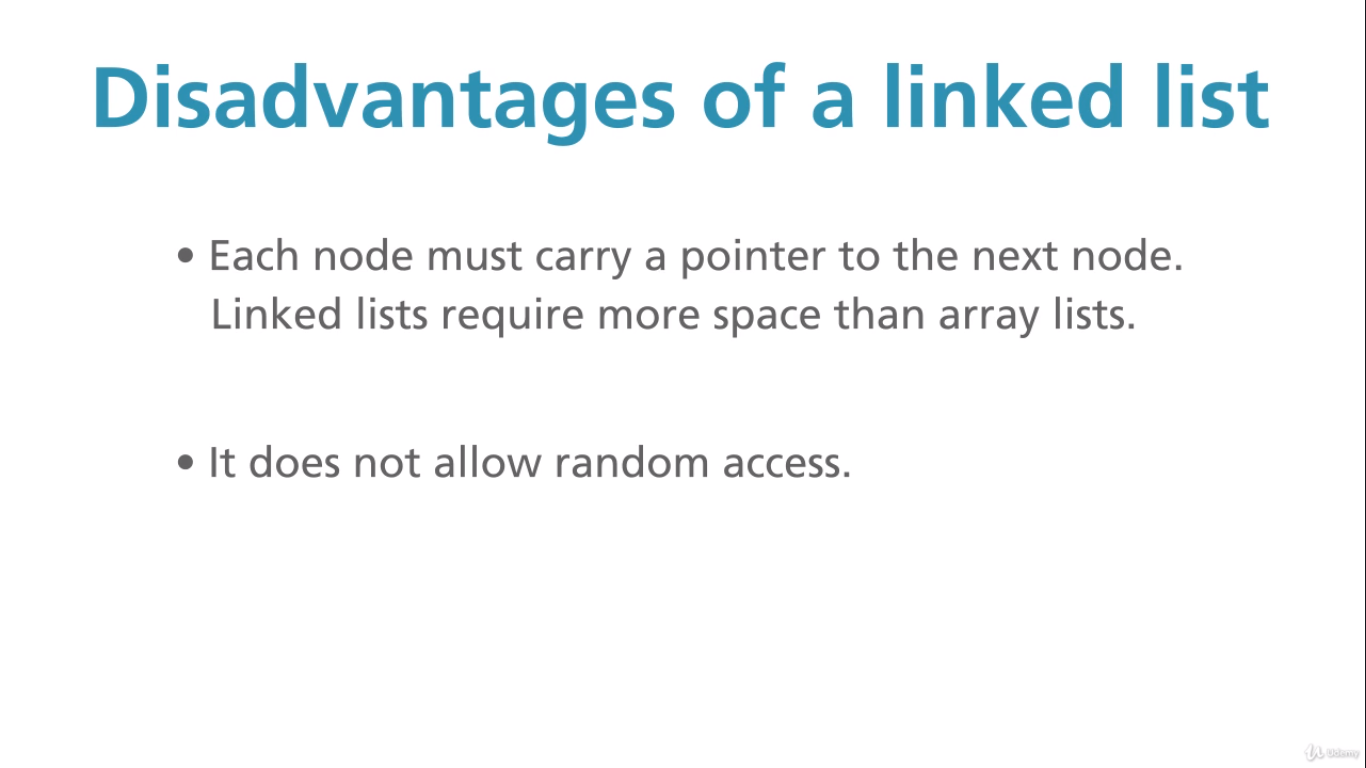 Disadvantages of a linked list
• Each node must carry a pointer to the next node.
Linked lists require more space than array lists.
• It does not allow random access.
Udemy